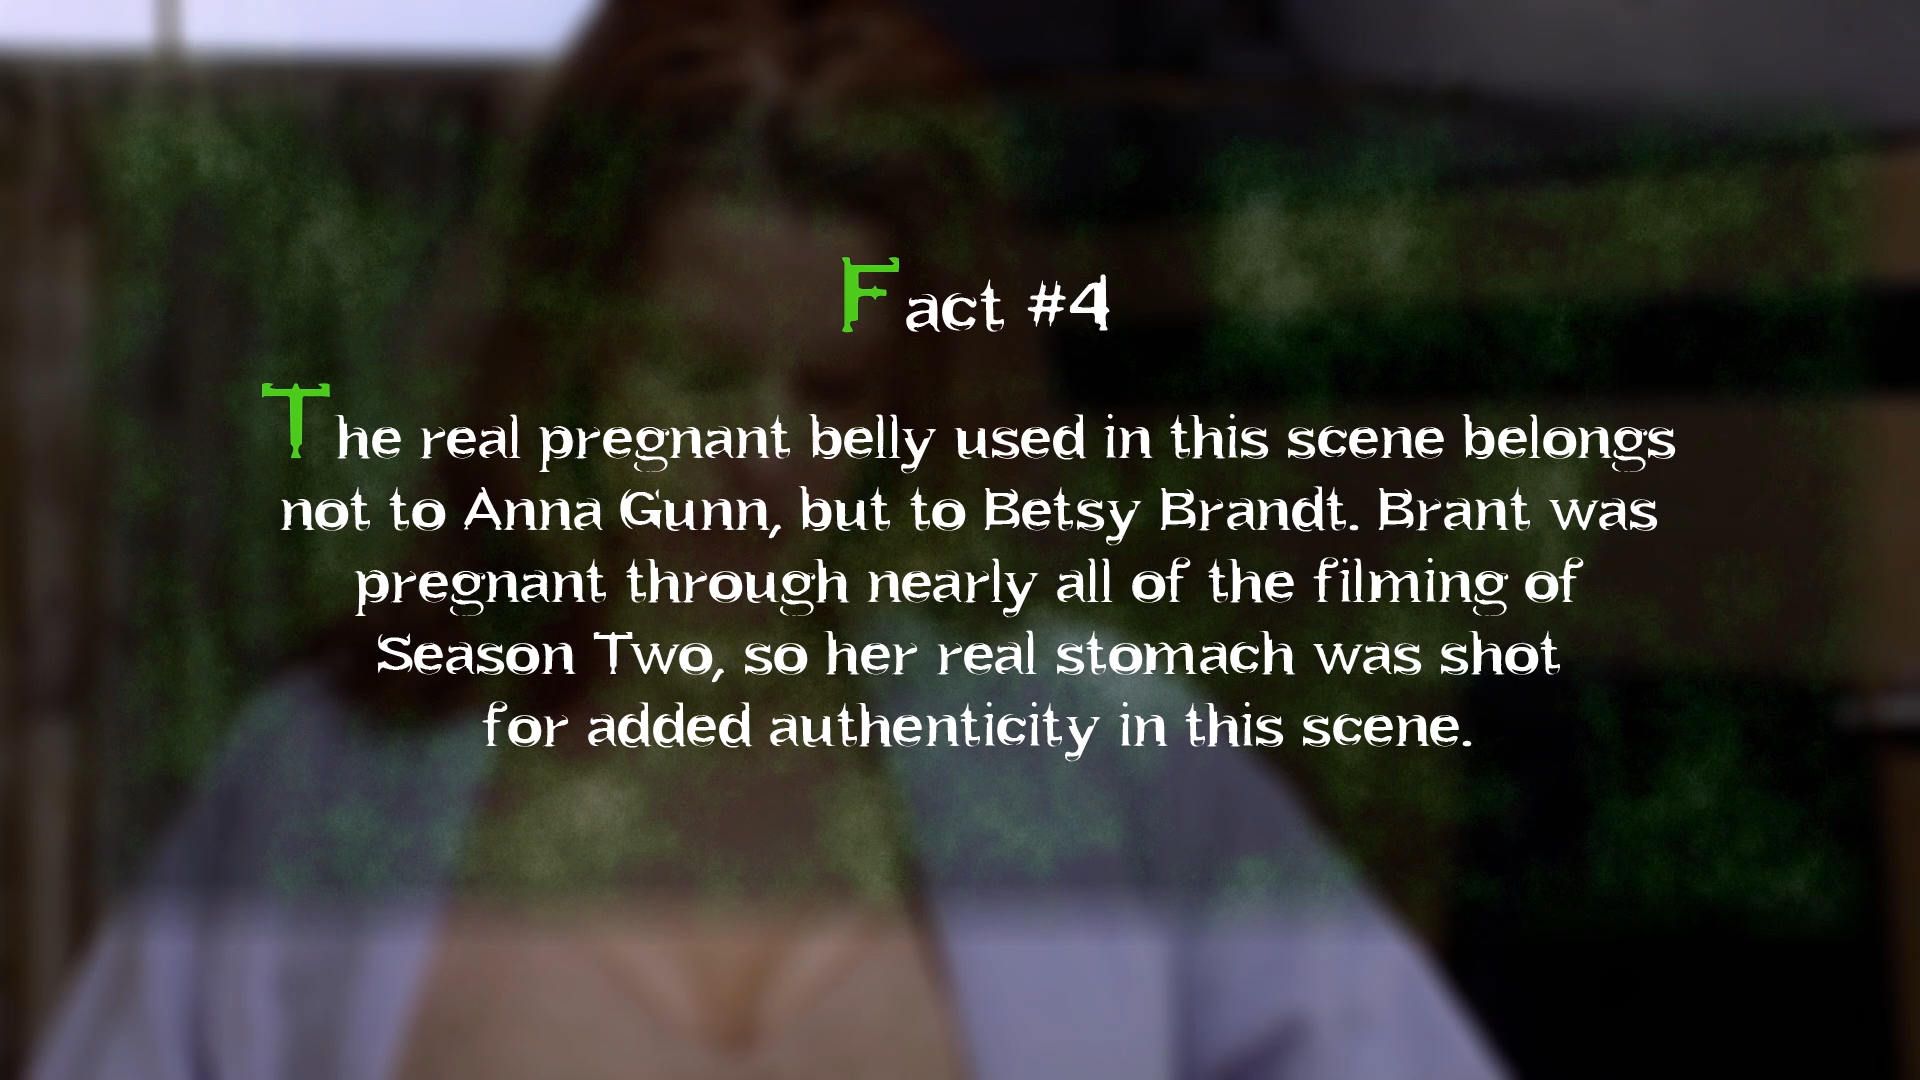 Fact #4
The real pregnant belly used in this scene belongs
not to Anna Gunn, but to Betsy Brandt. Brant was
pregnant through nearly all of the filming of
Season Two, so her real stomach was shot
for added authenticity in this scene.